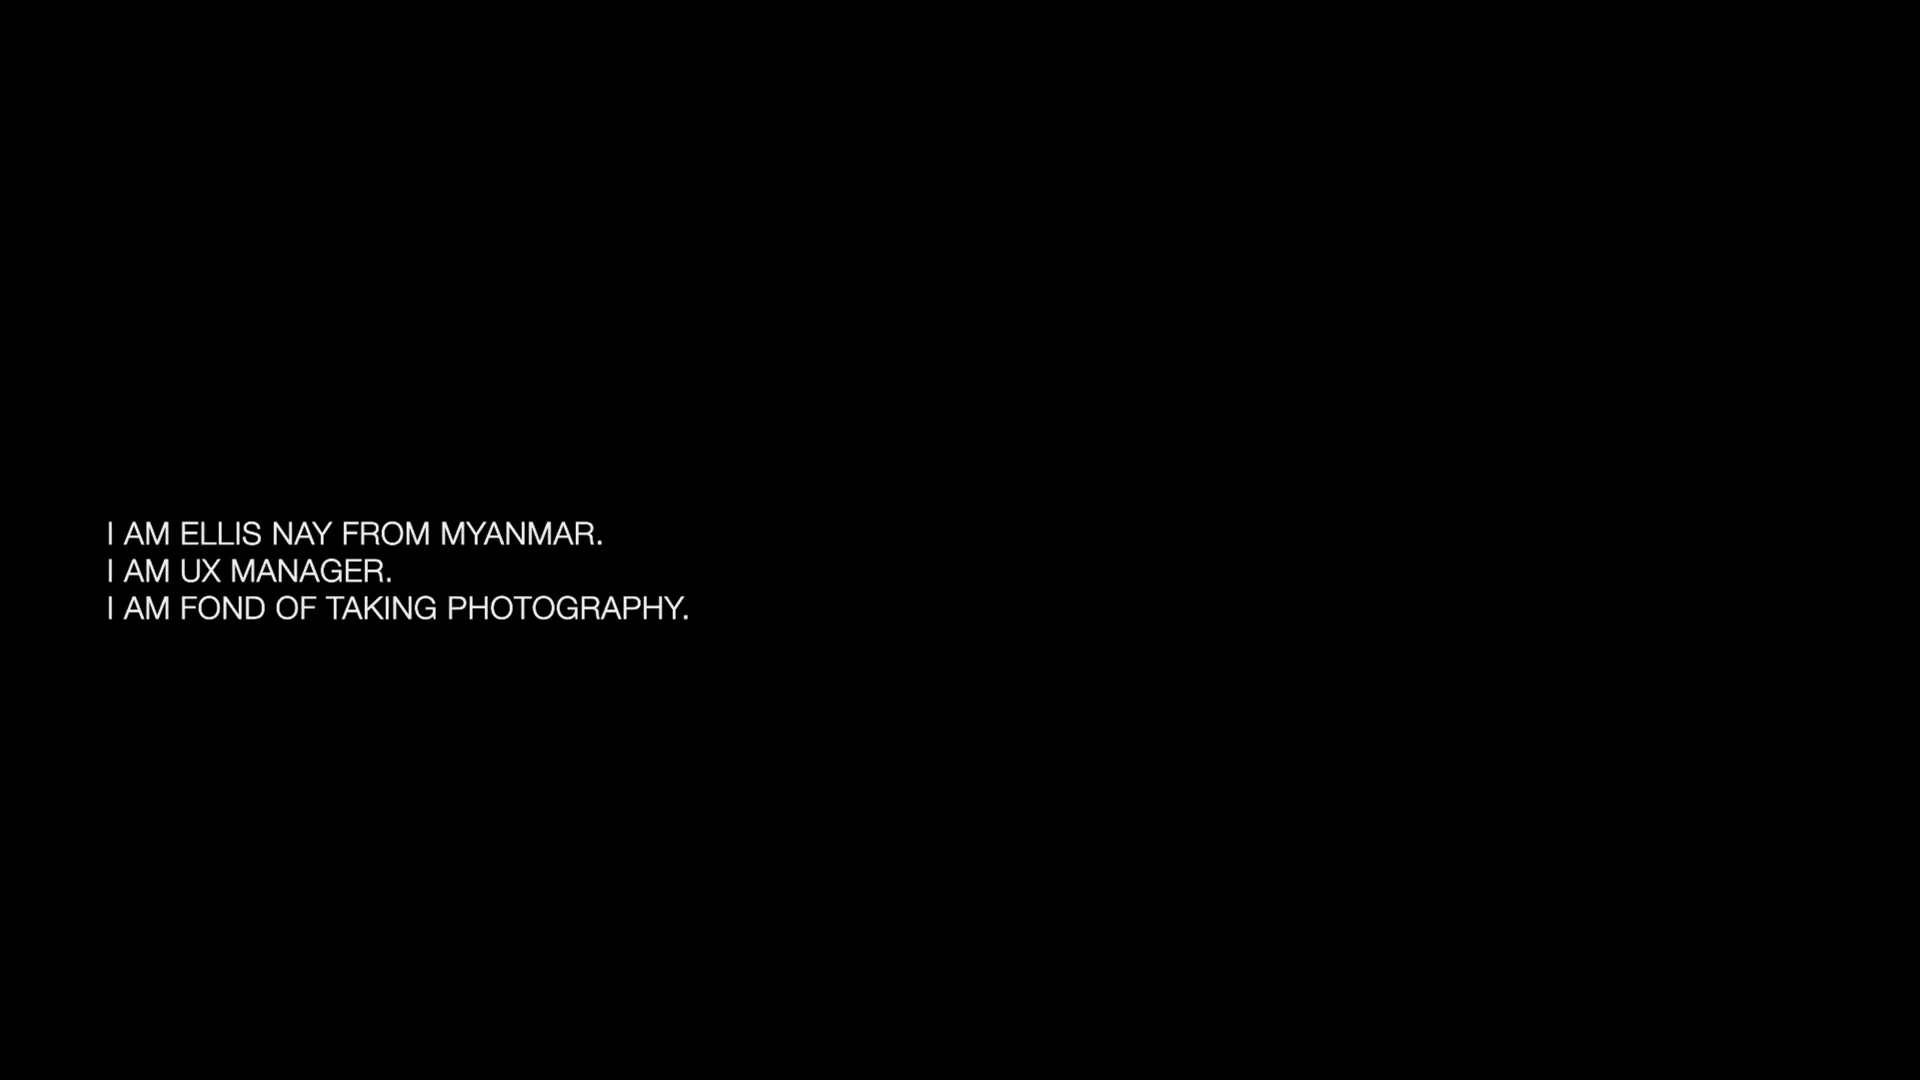 I AM ELLIS NAY FROM MYANMAR.
I AM UX MANAGER.
I AM FOND OF TAKING PHOTOGRAPHY.